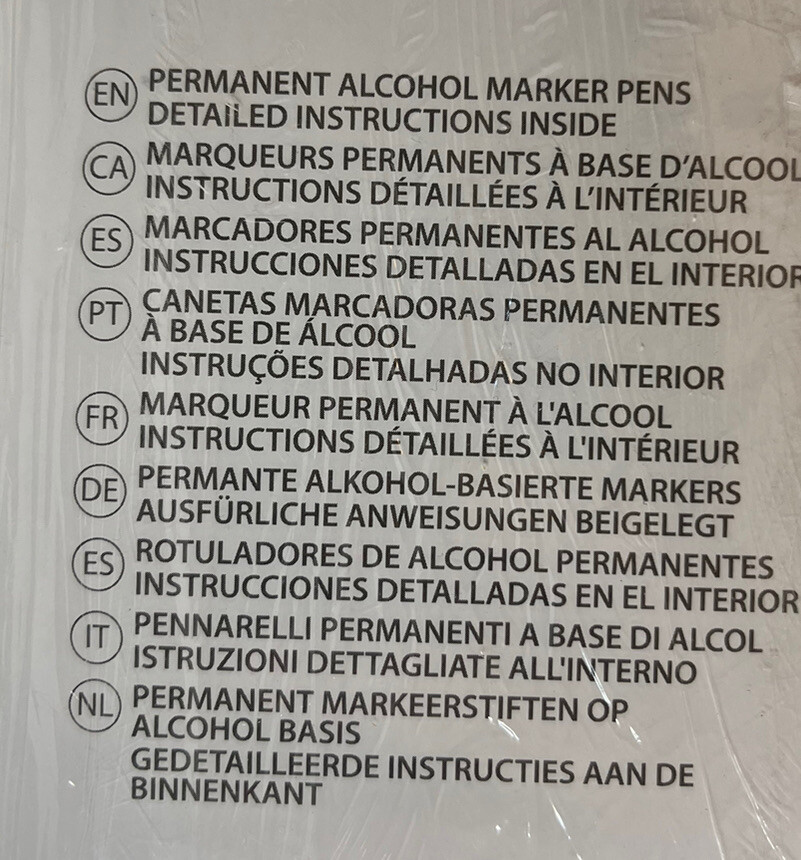 EN PERMANENT ALCOHOL MARKER PENS
DETAILED INSTRUCTIONS INSIDE
CA MARQUEURS PERMANENTS À BASE D’ALCOOL
INSTRUCTIONS DÉTAILLÉES À L’INTÉRIEUR
ES MARCADORES PERMANENTES AL ALCOHOL
INSTRUCCIONES DETALLADAS EN EL INTERIOR
PT CANETAS MARCADORAS PERMANENTES
À BASE DE ÁLCOOL
INSTRUÇÕES DETALHADAS NO INTERIOR
FR MARQUEUR PERMANENT À L'ALCOOL
INSTRUCTIONS DÉTAILLÉES À L'INTÉRIEUR
DE PERMANTE ALKOHOL-BASIERTE MARKERS
AUSFÜRLICHE ANWEISUNGEN BEIGELEGT
ES ROTULADORES DE ALCOHOL PERMANENTES
INSTRUCCIONES DETALLADAS EN EL INTERIOR
IT PENNARELLI PERMANENTI A BASE DI ALCOL
ISTRUZIONI DETTAGLIATE ALL'INTERNO
NL PERMANENT MARKEERSTIFTEN OP
ALCOHOL BASIS
GEDETAILLEERDE INSTRUCTIES AAN DE
BINNENKANT